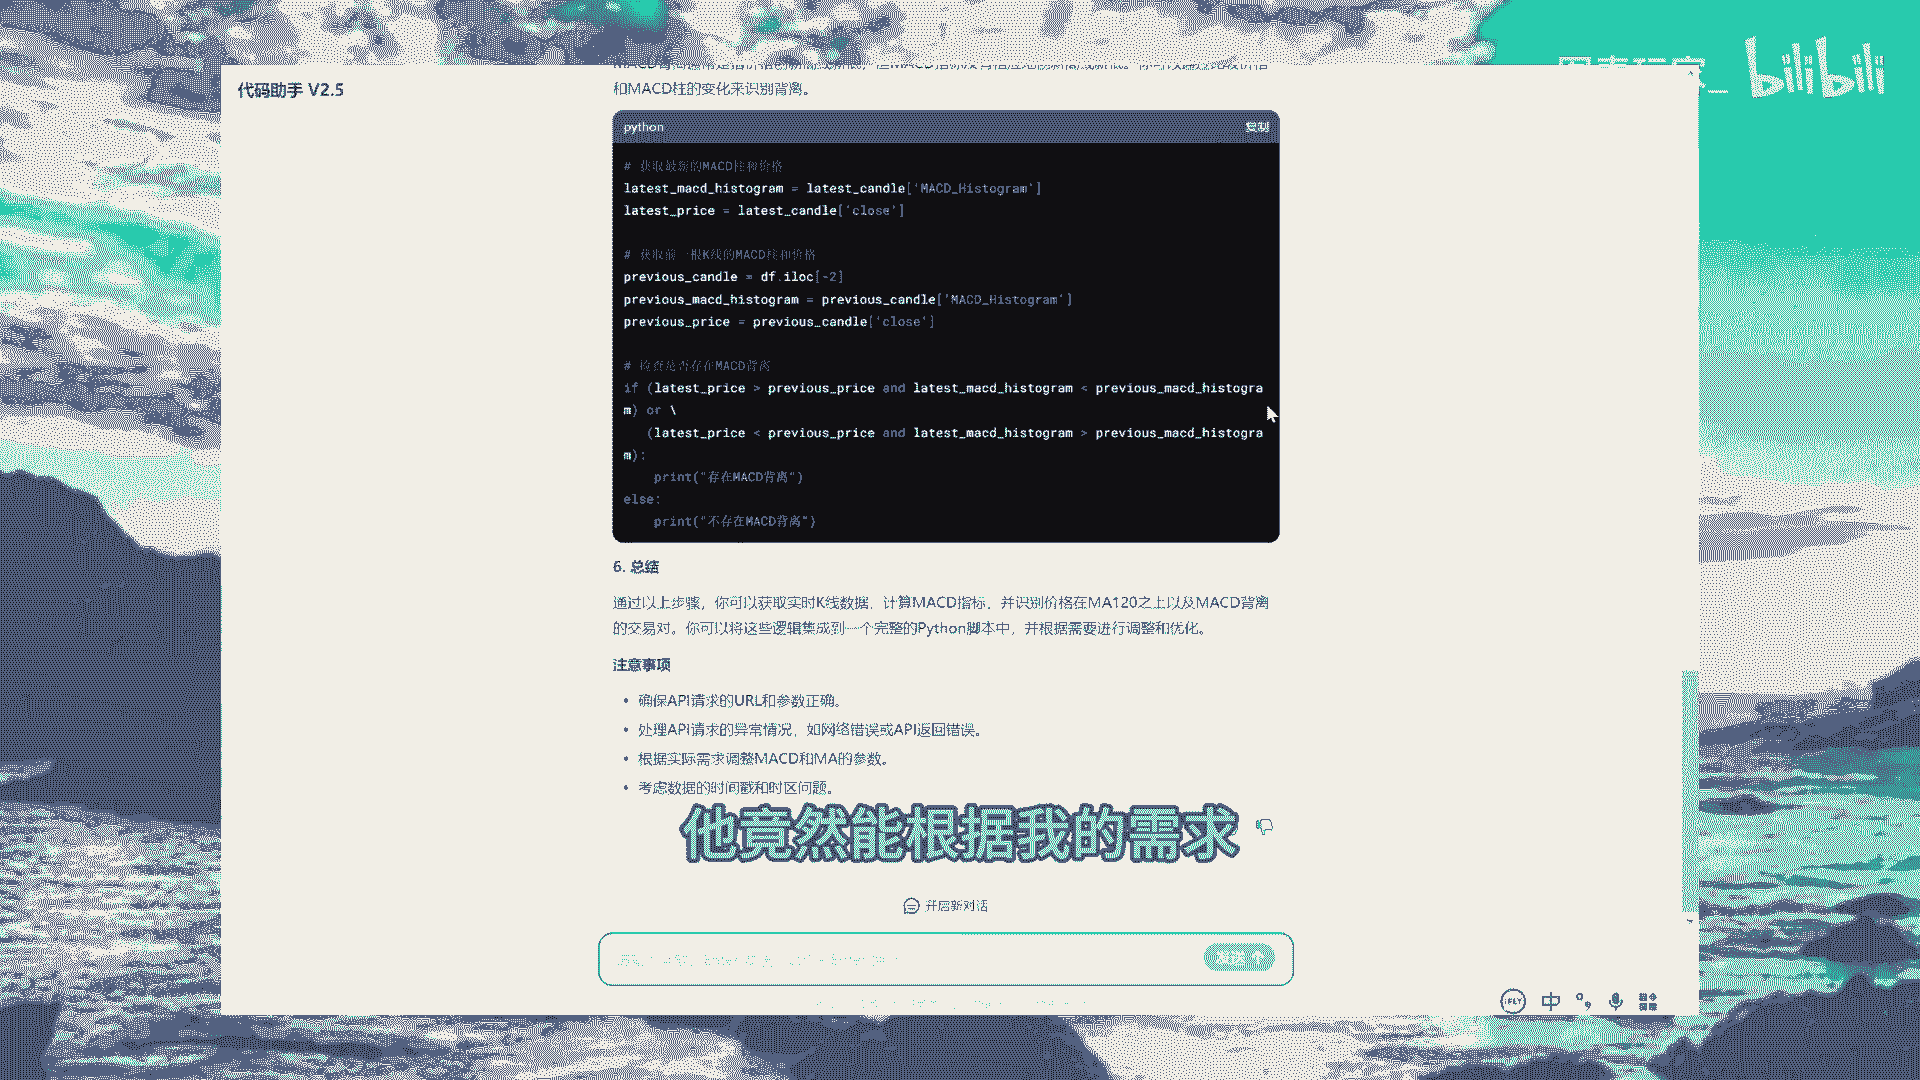 bilibili
代码助手 V2.5
和MACD柱的变化来识别背离。
python
复制
# 获取最新的MACD柱和价格
latest_macd_histogram = latest_candle['MACD_Histogram']
latest_price = latest_candle['close']
# 获取前一根K线的MACD柱和价格
previous_candle = df.iloc[-2]
previous_macd_histogram = previous_candle['MACD_Histogram']
previous_price = previous_candle['close']
# 检查是否存在MACD背离
if (latest_price > previous_price and latest_macd_histogram < previous_macd_histogra
m) or \
(latest_price < previous_price and latest_macd_histogram > previous_macd_histogra
m):
print("存在MACD背离")
else:
print("不存在MACD背离")
6. 总结
通过以上步骤，你可以获取实时K线数据、计算MACD指标，并识别价格在MA120之上以及MACD背离
的交易对。你可以将这些逻辑集成到一个完整的Python脚本中，并根据需要进行调整和优化。
注意事项
• 确保API请求的URL和参数正确。
• 处理API请求的异常情况，如网络错误或API返回错误。
• 根据实际需求调整MACD和MA的参数。
• 考虑数据的时间戳和时区问题。
他竟然能根据我的需求
开启新对话
iFLY 中